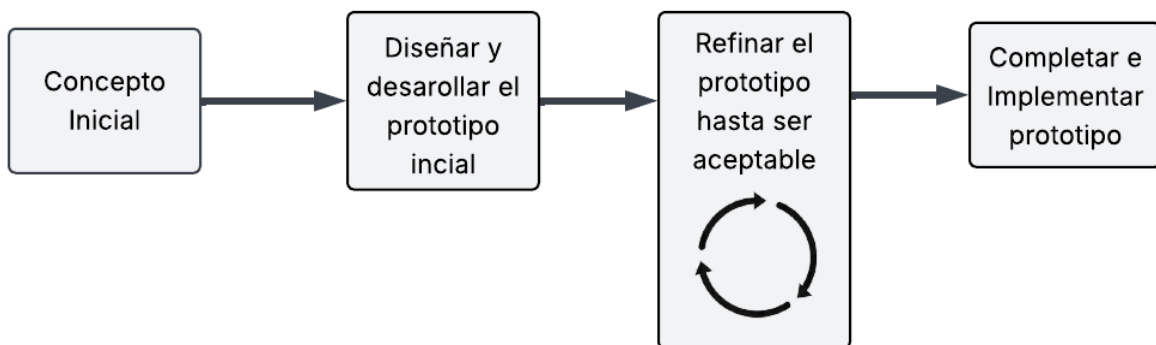 Concepto
Inicial
Diseñar y
desarollar el
prototipo
incial
Refinar el
prototipo
hasta ser
aceptable
Completar e
Implementar
prototipo